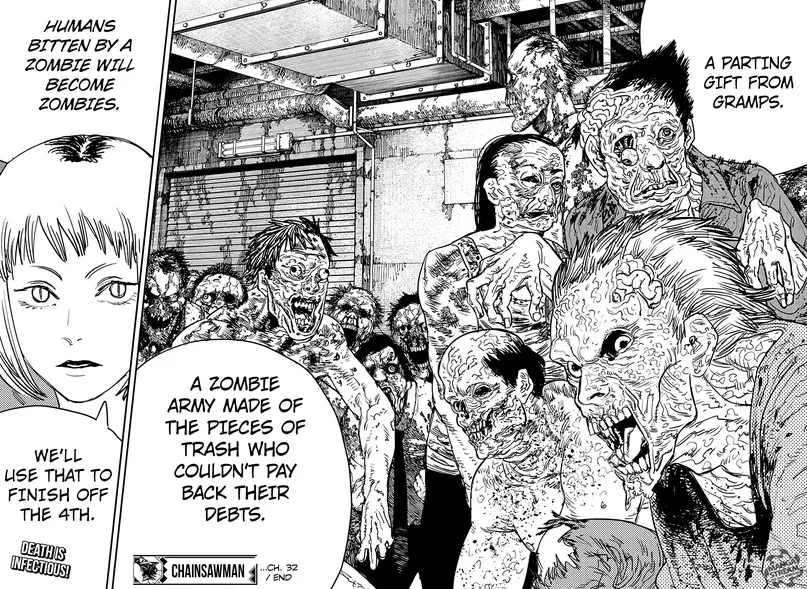 A PARTING
GIFT FROM
GRAMPS.
A ZOMBIE
ARMY MADE OF
THE PIECES OF
TRASH WHO
COULDN'T PAY
BACK THEIR
DEBTS.
HUMANS
BITTEN BY A
ZOMBIE WILL
BECOME
ZOMBIES.
WE'LL
USE THAT TO
FINISH OFF
THE 4TH.
DEATH IS
INFECTIOUS!
CHAINSAWMAN
...CH. 32
/ END